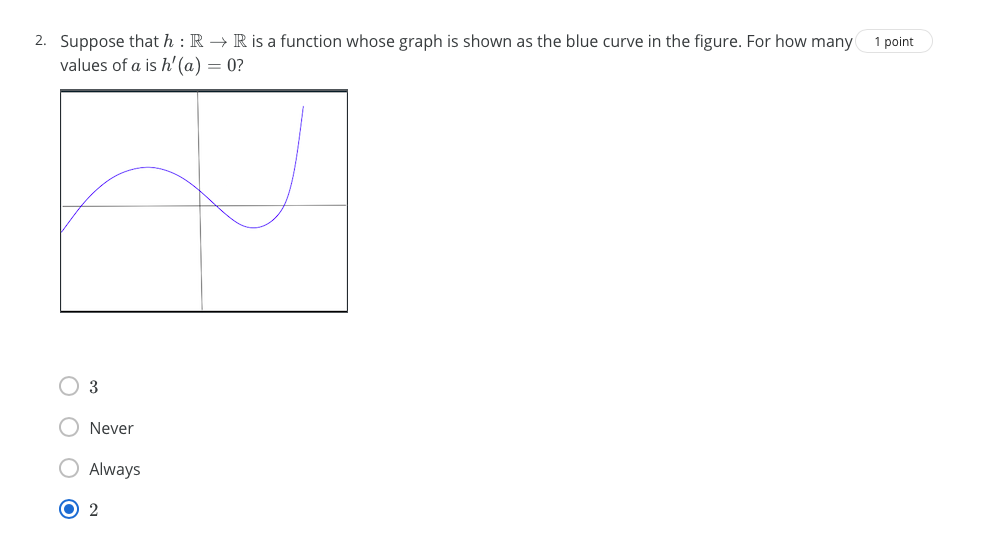 2. Suppose that h : ℝ → ℝ is a function whose graph is shown as the blue curve in the figure. For how many 1 point
values of a is h′(a) = 0?
3
Never
Always
2